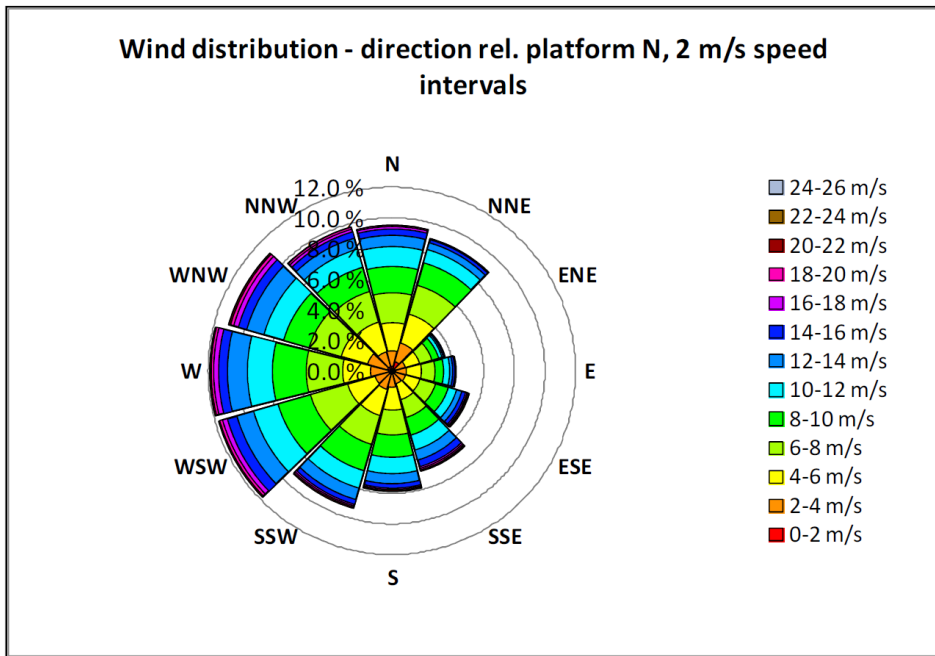 Wind distribution - direction rel. platform N, 2 m/s speed
intervals
N
NNE
ENE
E
ESE
SSE
S
SSW
WSW
W
WNW
NNW
12.0 %
10.0 %
8.0 %
6.0 %
4.0 %
2.0 %
0.0 %
24-26 m/s
22-24 m/s
20-22 m/s
18-20 m/s
16-18 m/s
14-16 m/s
12-14 m/s
10-12 m/s
8-10 m/s
6-8 m/s
4-6 m/s
2-4 m/s
0-2 m/s